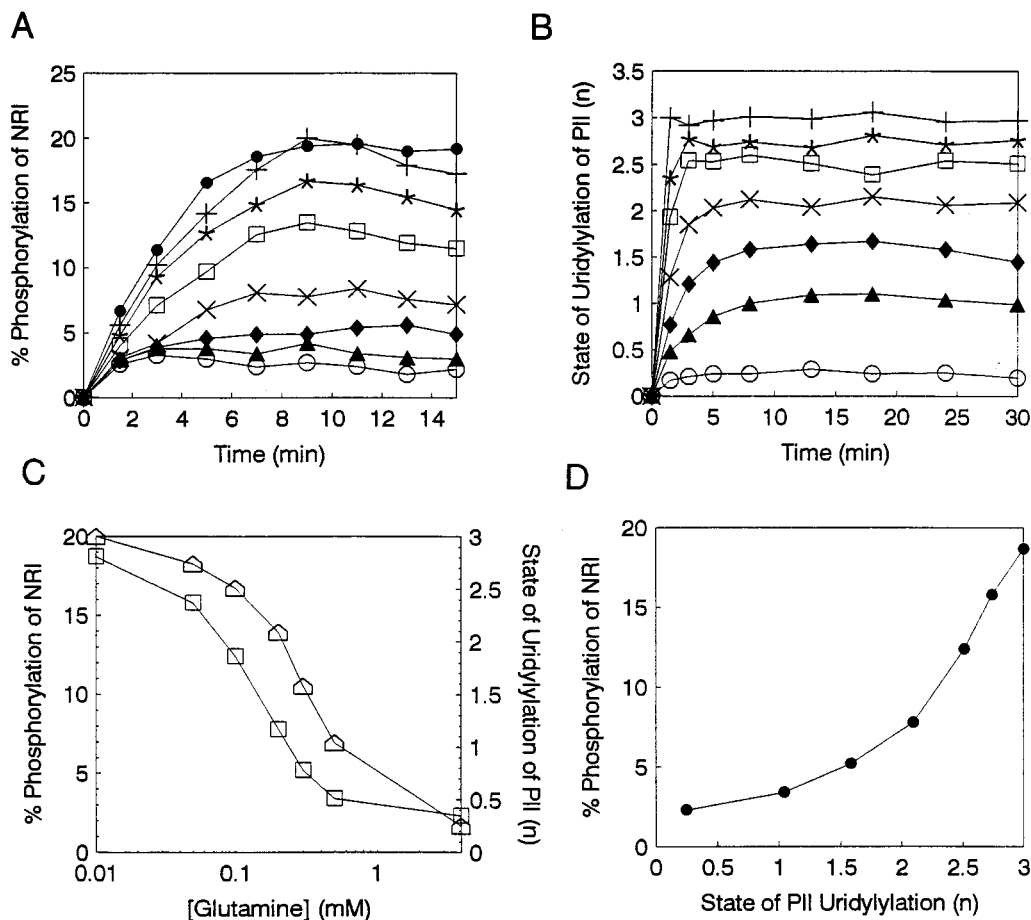 A
% Phosphorylation of NRI
25
20
15
10
5
0
0 2 4 6 8 10 12 14
Time (min)
B
State of Uridylylation of PII (n)
3.5
3
2.5
2
1.5
1
0.5
0
0 5 10 15 20 25 30
Time (min)
C
% Phosphorylation of NRI
20
15
10
5
0
0.01 0.1 1
[Glutamine] (mM)
3
2.5
2
1.5
1
0.5
0
State of Uridylylation of PII (n)
D
% Phosphorylation of NRI
20
15
10
5
0
0 0.5 1 1.5 2 2.5 3
State of PII Uridylylation (n)